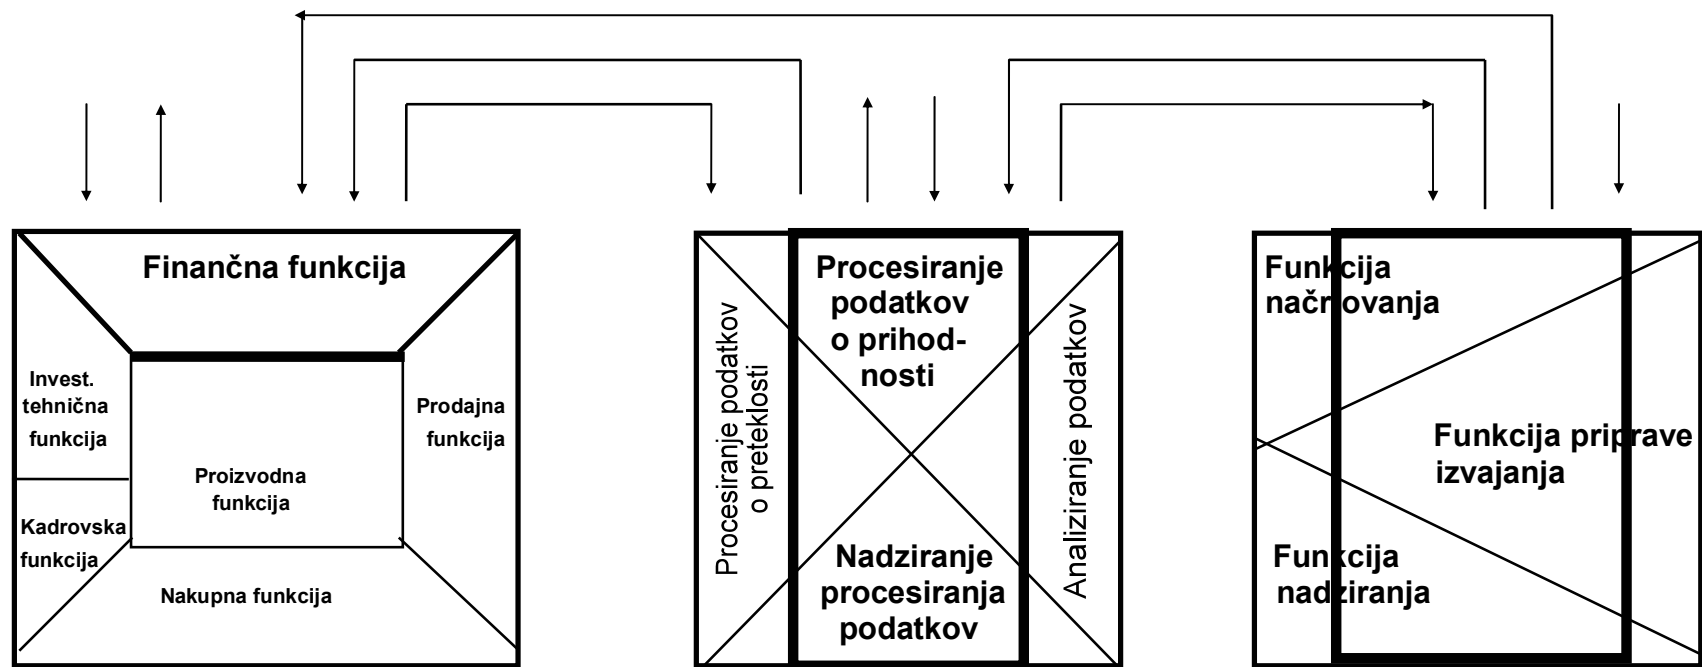 Finančna funkcija
Invest.
tehnična
funkcija
Prodajna
funkcija
Proizvodna
funkcija
Kadrovska
funkcija
Nakupna funkcija
Procesiranje podatkov
o preteklosti
Procesiranje
podatkov
o prihod-
nosti
Nadziranje
procesiranja
podatkov
Analiziranje podatkov
Funkcija
načrtovanja
Funkcija priprave
izvajanja
Funkcija
nadziranja